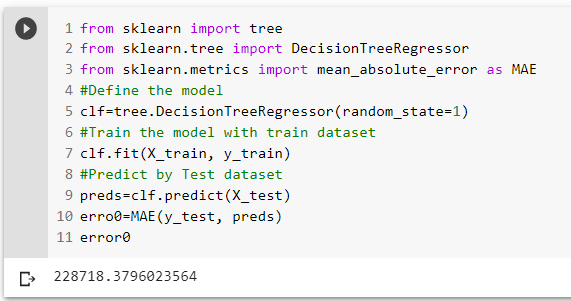 1 from sklearn import tree
2 from sklearn.tree import DecisionTreeRegressor
3 from sklearn.metrics import mean_absolute_error as MAE
4 #Define the model
5 clf=tree.DecisionTreeRegressor(random_state=1)
6 #Train the model with train dataset
7 clf.fit(X_train, y_train)
8 #Predict by Test dataset
9 preds=clf.predict(X_test)
10 erro0=MAE(y_test, preds)
11 error0
228718.3796023564